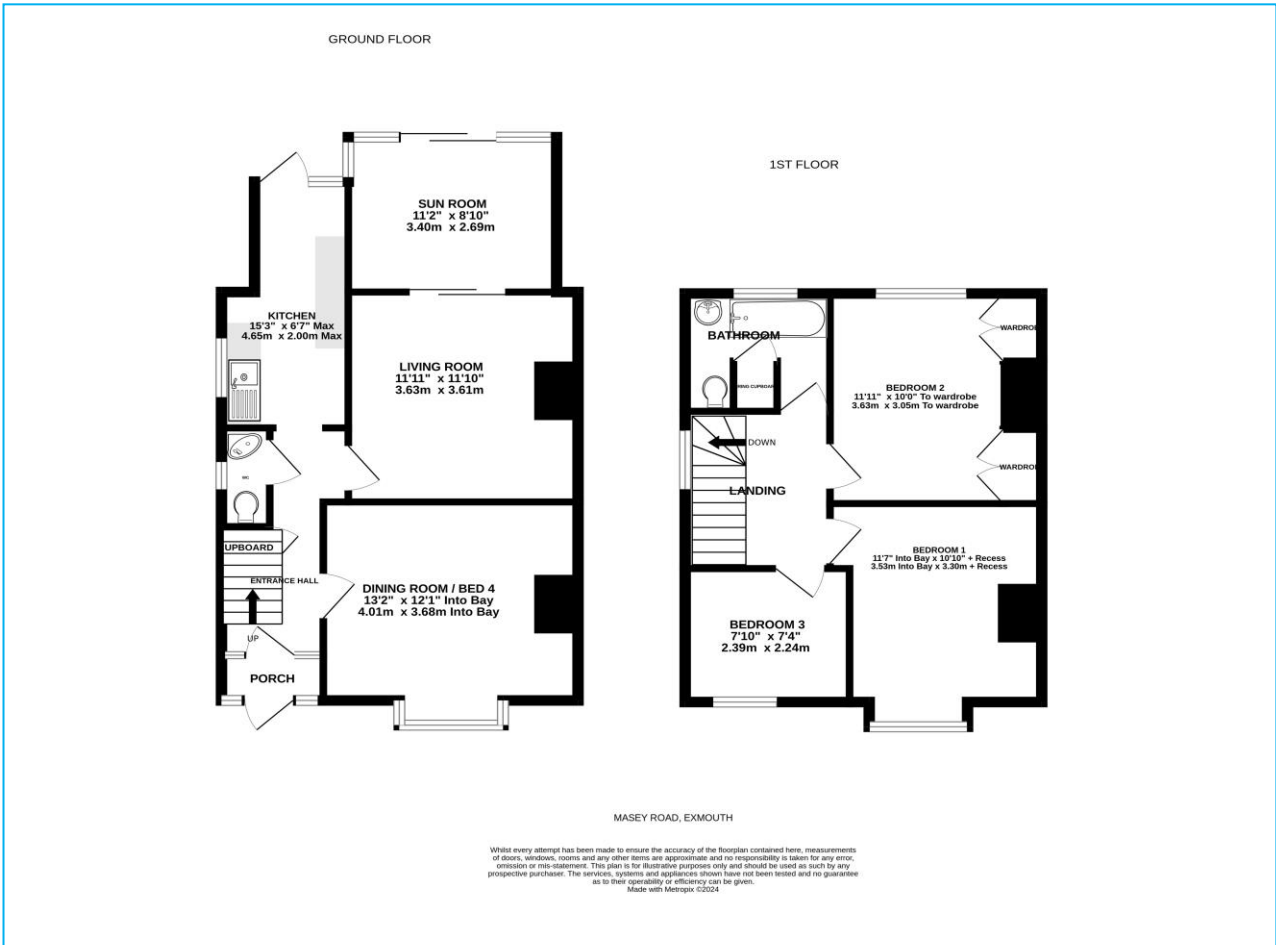 GROUND FLOOR
SUN ROOM
11'2" x 8'10"
3.40m x 2.69m
KITCHEN
15'3" x 6'7" Max
4.65m x 2.00m Max
LIVING ROOM
11'11" x 11'10"
3.63m x 3.61m
WC
UPBOARD
ENTRANCE HALL
DINING ROOM / BED 4
13'2" x 12'1" Into Bay
4.01m x 3.68m Into Bay
UP
PORCH
1ST FLOOR
BATHROOM
WARDRO
BEDROOM 2
11'11" x 10'0" To wardrobe
3.63m x 3.05m To wardrobe
RING CUPBOAR
DOWN
WARDRO
LANDING
BEDROOM 1
11'7" Into Bay x 10'10" + Recess
3.53m Into Bay x 3.30m + Recess
BEDROOM 3
7'10" x 7'4"
2.39m x 2.24m
MASEY ROAD, EXMOUTH
Whilst every attempt has been made to ensure the accuracy of the floorplan contained here, measurements
of doors, windows, rooms and any other items are approximate and no responsibility is taken for any error,
omission or mis-statement. This plan is for illustrative purposes only and should be used as such by any
prospective purchaser. The services, systems and appliances shown have not been tested and no guarantee
as to their operability or efficiency can be given.
Made with Metropix ©2024